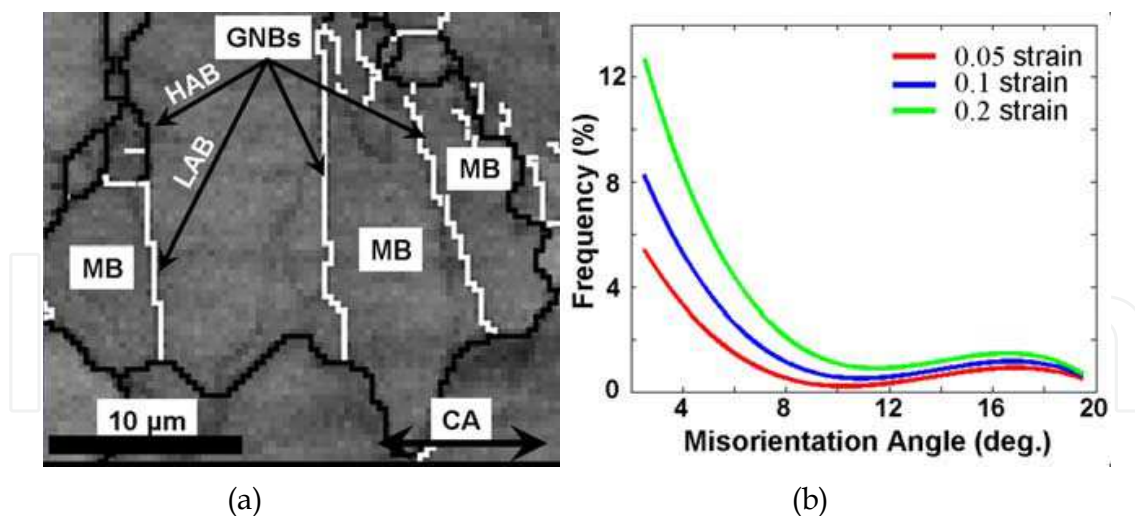 GNBs
HAB
LAB
MB
MB
MB
10 µm
CA
(a)
0.05 strain
0.1 strain
0.2 strain
Frequency (%)
12
8
4
0
4
8
12
16
20
Misorientation Angle (deg.)
(b)